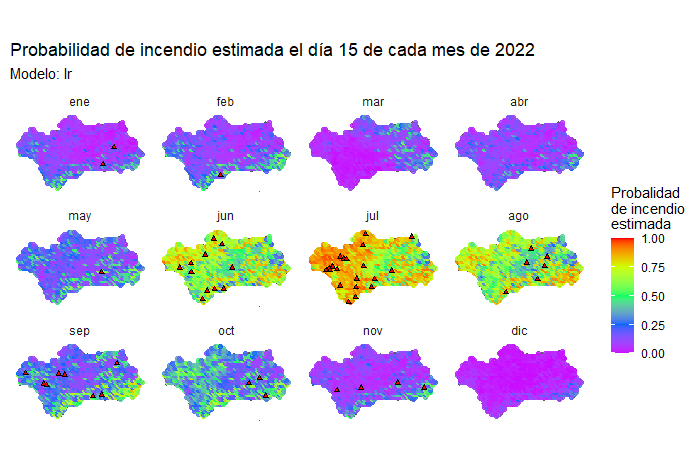 Probabilidad de incendio estimada el día 15 de cada mes de 2022
Modelo: lr
ene feb mar abr
may jun jul ago
sep oct nov dic
Probalidad
de incendio
estimada
1.00
0.75
0.50
0.25
0.00